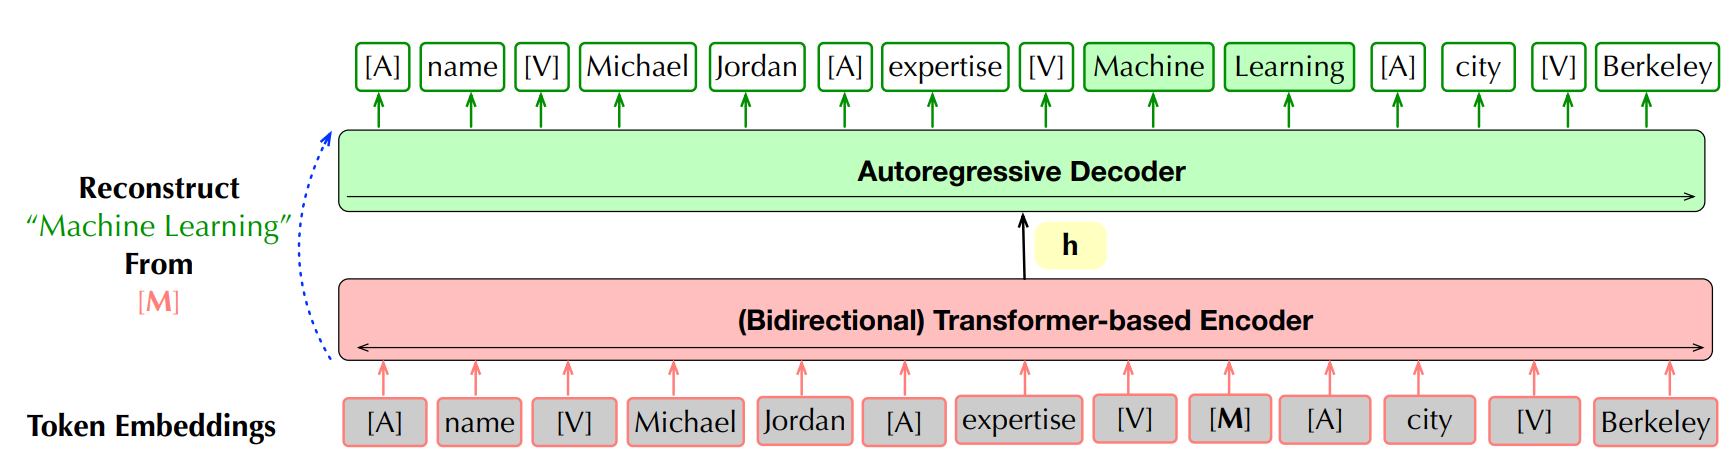 [A] name [V] Michael Jordan [A] expertise [V] Machine Learning [A] city [V] Berkeley
Autoregressive Decoder
Reconstruct
“Machine Learning”
From
[M]
h
(Bidirectional) Transformer-based Encoder
Token Embeddings [A] name [V] Michael Jordan [A] expertise [V] [M] [A] city [V] Berkeley